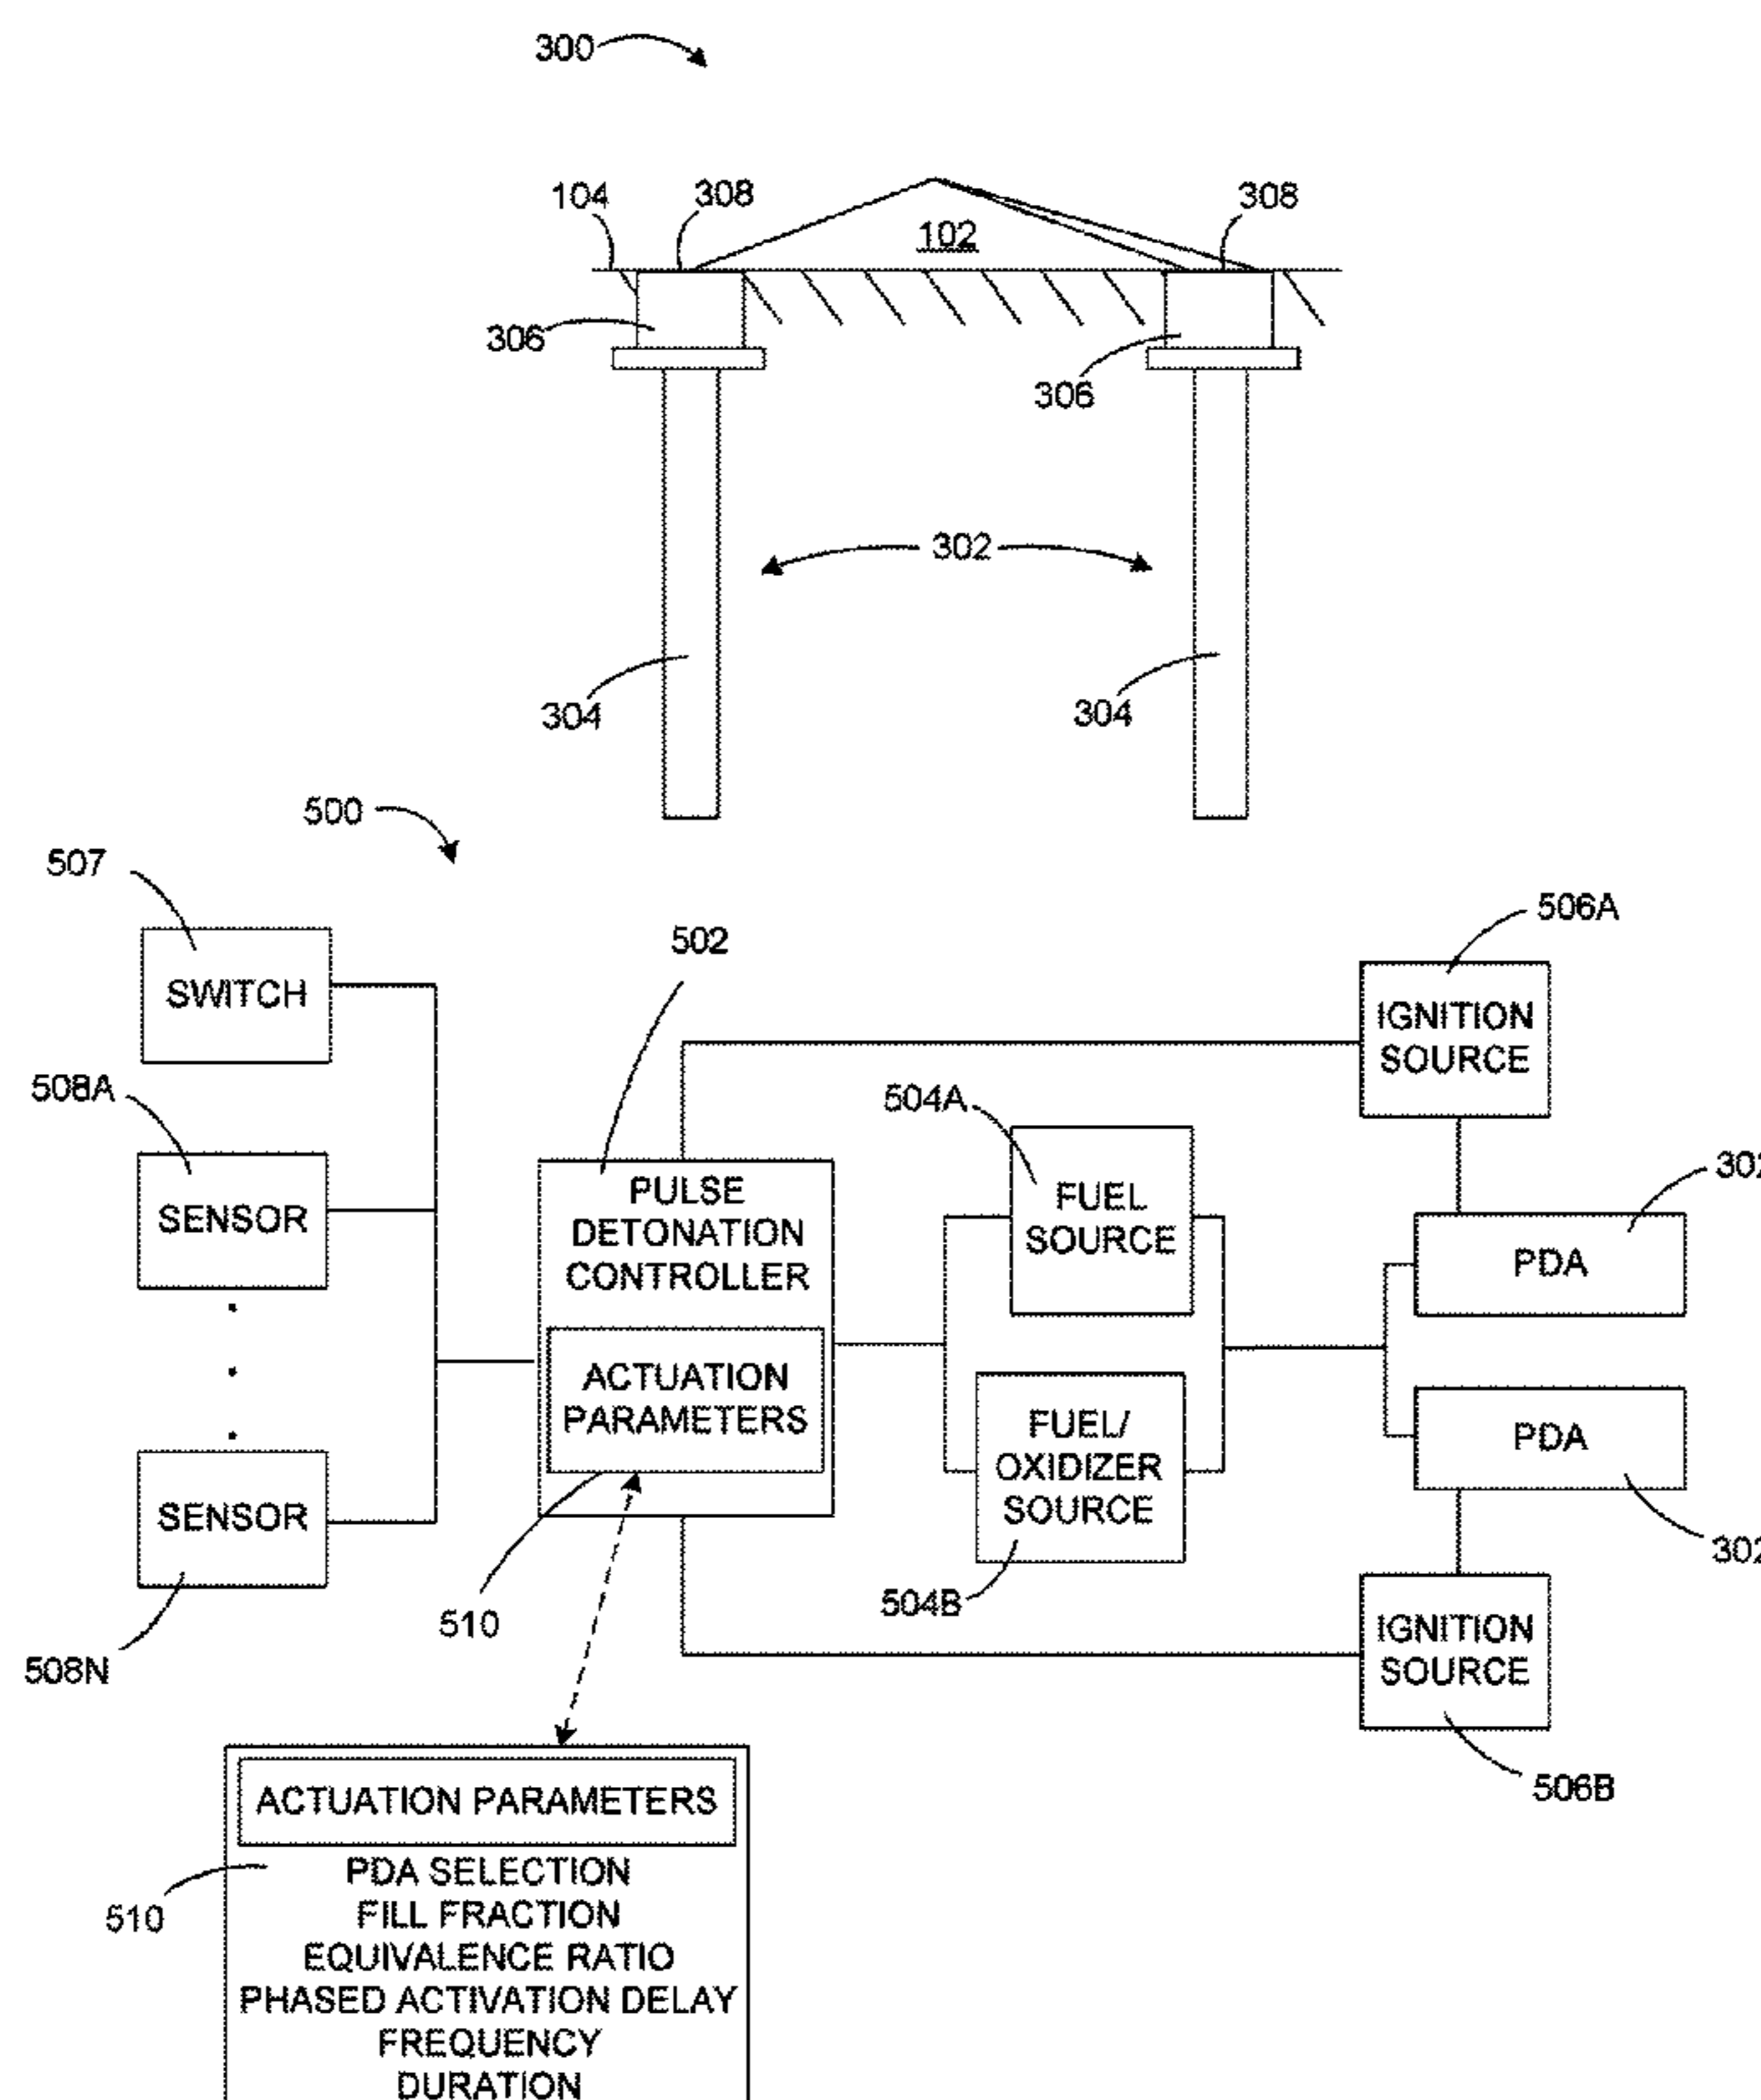 300
104
308
308
102
306
306
302
304
304
500
507
502
506A
SWITCH
IGNITION
SOURCE
508A
504A
SENSOR
PULSE
DETONATION
CONTROLLER
FUEL
SOURCE
302
PDA
ACTUATION
PARAMETERS
FUEL/
OXIDIZER
SOURCE
PDA
SENSOR
302
510
504B
IGNITION
SOURCE
508N
506B
ACTUATION PARAMETERS
510
PDA SELECTION
FILL FRACTION
EQUIVALENCE RATIO
PHASED ACTIVATION DELAY
FREQUENCY
DURATION